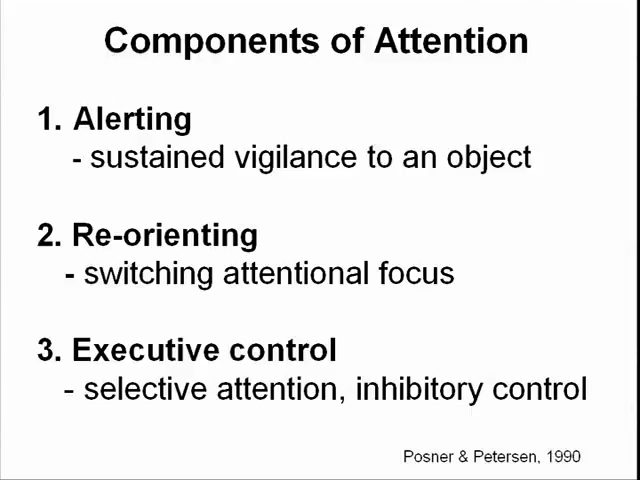 Components of Attention
1. Alerting
- sustained vigilance to an object
2. Re-orienting
- switching attentional focus
3. Executive control
- selective attention, inhibitory control
Posner & Petersen, 1990